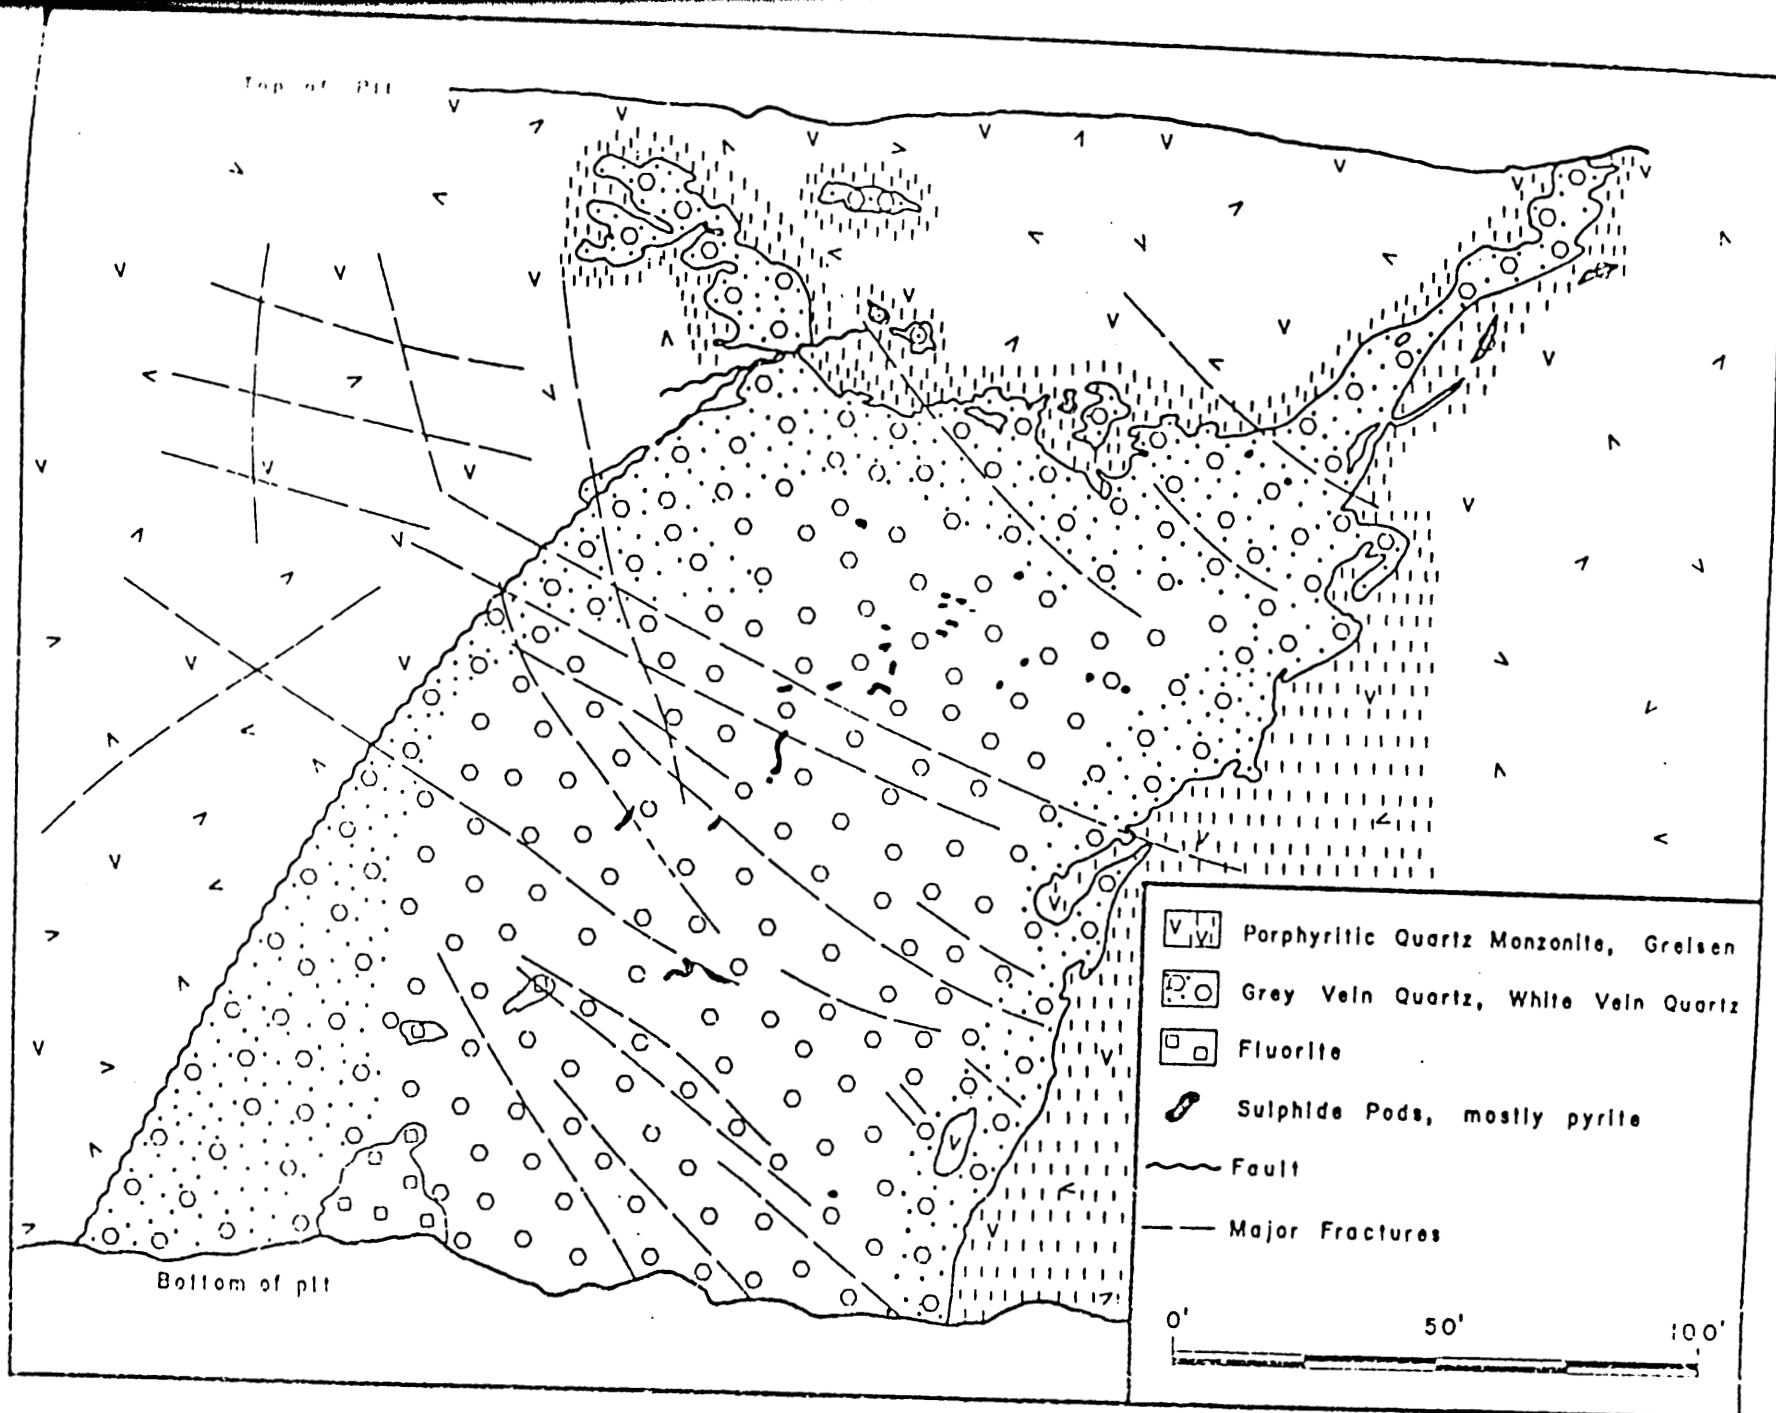 Top of Pit
Porphyritic Quartz Monzonite, Greisen
Grey Vein Quartz, White Vein Quartz
Fluorite
Sulphide Pods, mostly pyrite
Fault
Major Fractures
Bottom of pit
0' 50' 100'